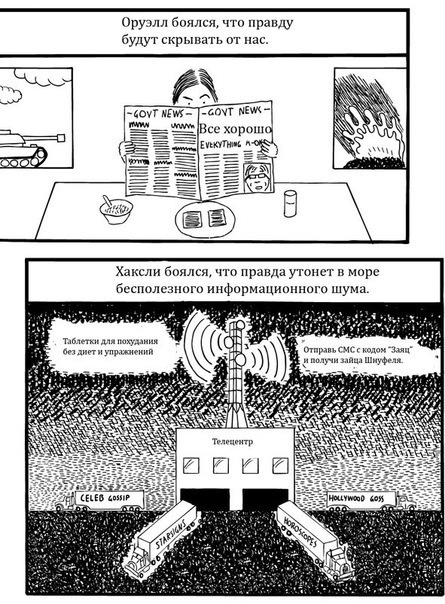 Оруэлл боялся, что правду
будут скрывать от нас.
-GOVT NEWS-
-GOVT NEWS-
Все хорошо
EVERYTHING
Хаксли боялся, что правда утонет в море
бесполезного информационного шума.
Таблетки для похудания
без диет и упражнений
Отправь СМС с кодом "Заяц"
и получи зайца Шнуфеля.
Телецентр
CELEB GOSSIP
HOLLYWOOD GOSS
STARSIGNS
HOROSCOPES